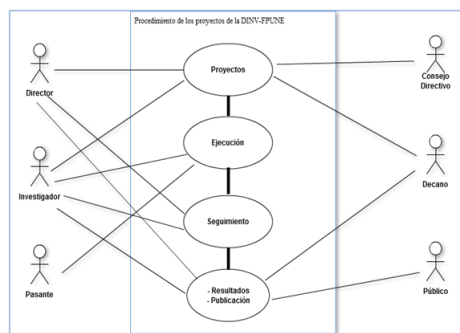 Procedimiento de los proyectos de la DINV-FPUNE
Proyectos
Director
Consejo
Directivo
Ejecución
Investigador
Decano
Seguimiento
Pasante
- Resultados
- Publicación
Público